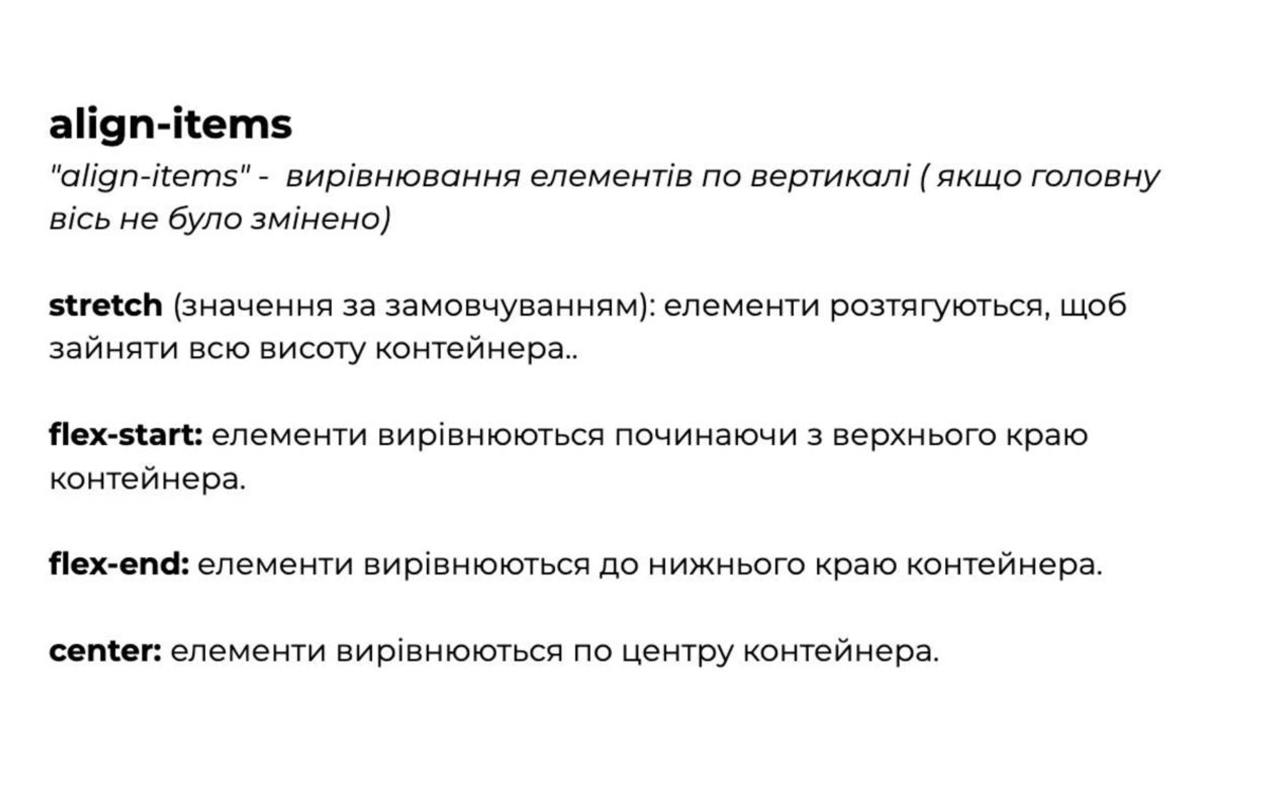 align-items
"align-items" -  вирівнювання елементів по вертикалі ( якщо головну
вісь не було змінено)
stretch (значення за замовчуванням): елементи розтягуються, щоб
зайняти всю висоту контейнера..
flex-start: елементи вирівнюються починаючи з верхнього краю
контейнера.
flex-end: елементи вирівнюються до нижнього краю контейнера.
center: елементи вирівнюються по центру контейнера.